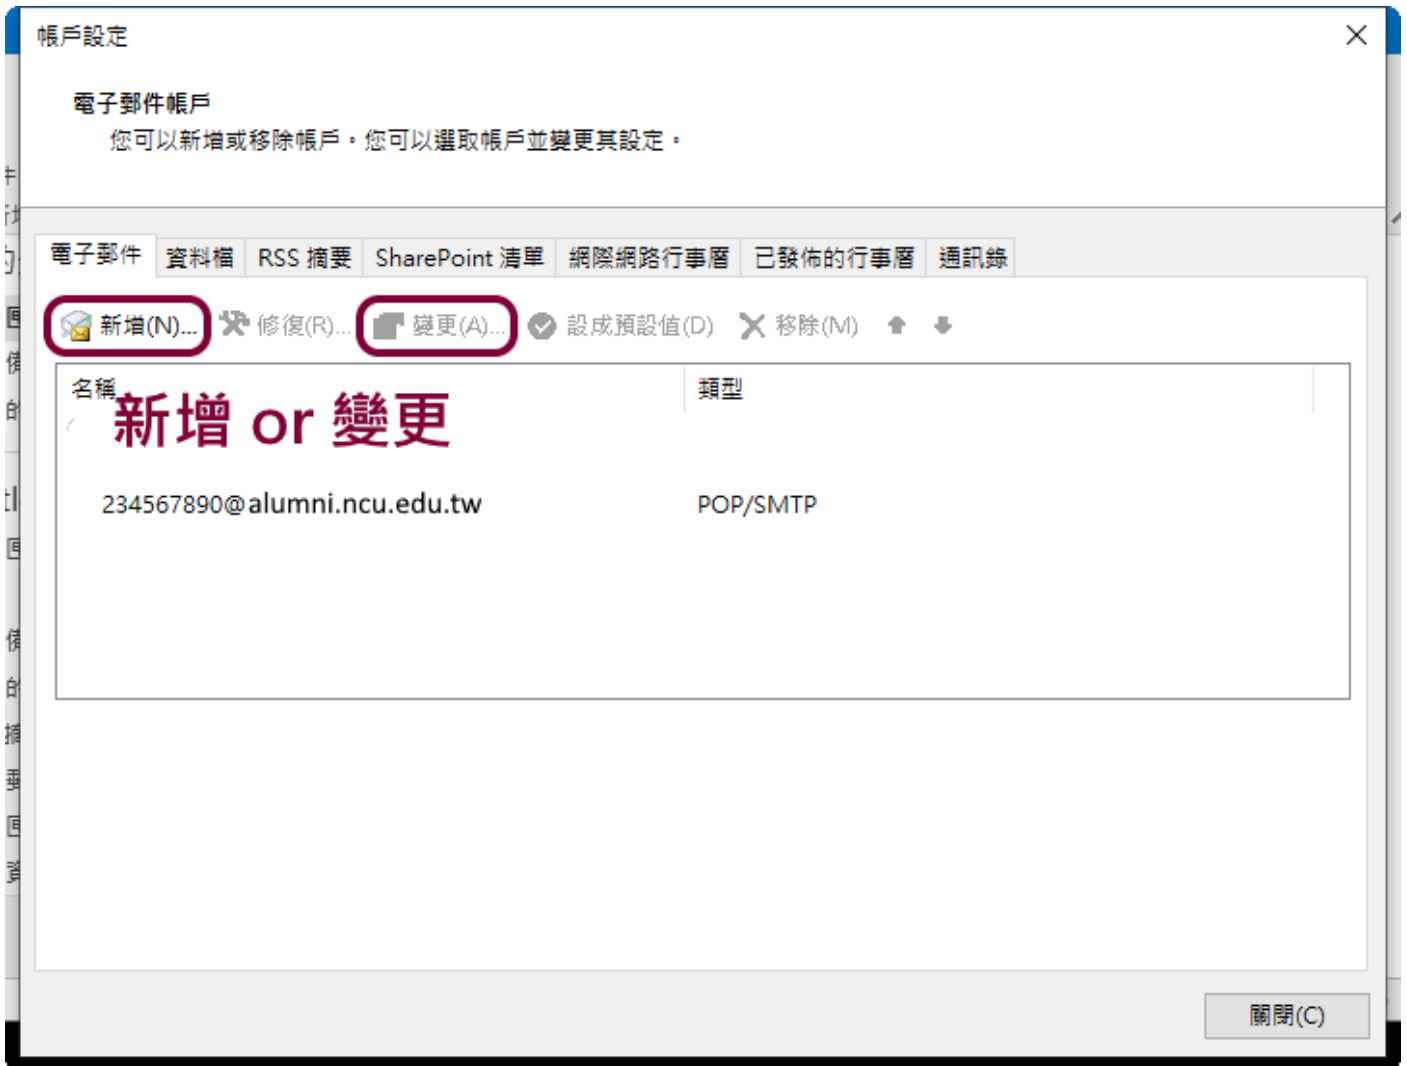 帳戶設定
電子郵件帳戶
您可以新增或移除帳戶。您可以選取帳戶並變更其設定。
電子郵件 資料檔 RSS 摘要 SharePoint 清單 網際網路行事曆 已發佈的行事曆 通訊錄
新增(N)... 修復(R)... 變更(A)... 設成預設值(D) 移除(M)
名稱 類型
新增 or 變更
234567890@alumni.ncu.edu.tw POP/SMTP
關閉(C)